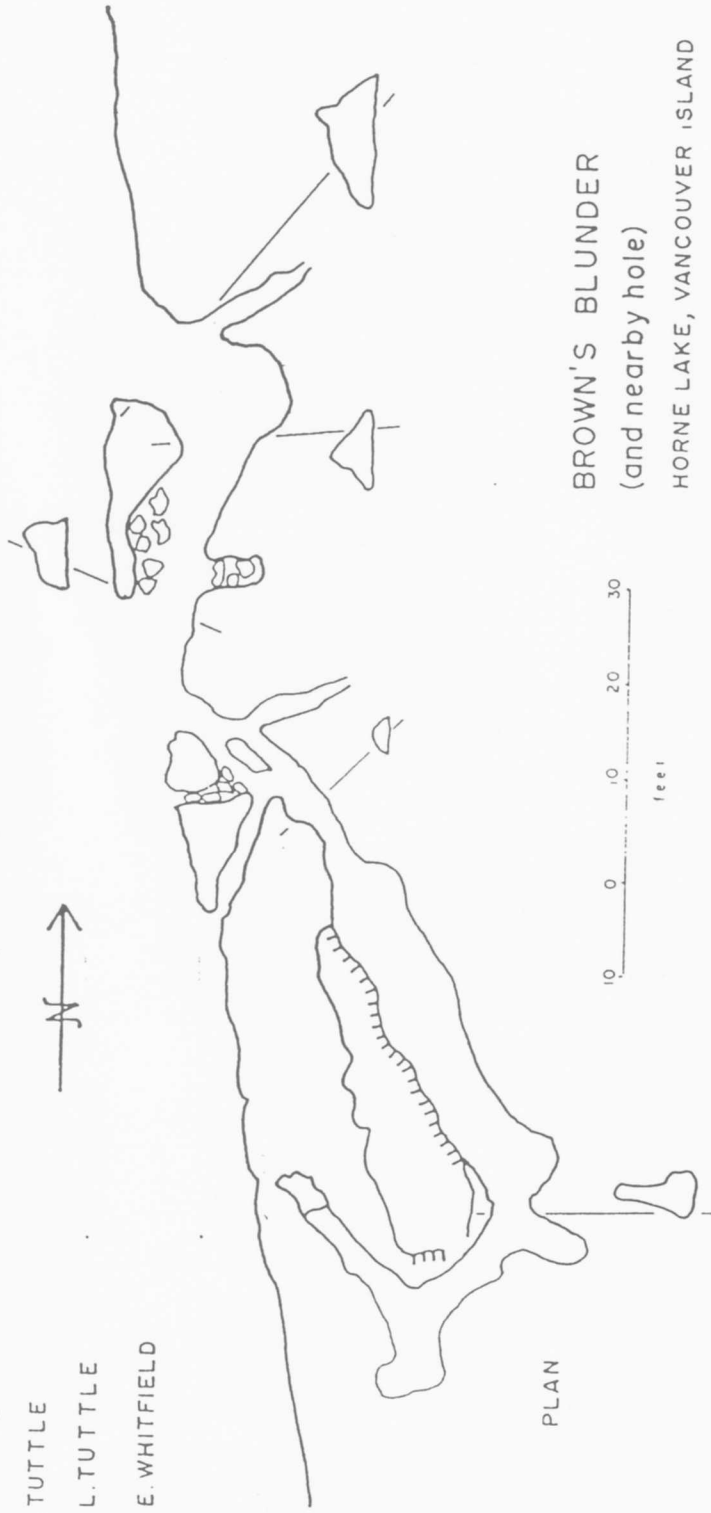 TUTTLE
L. TUTTLE
E. WHITFIELD
N
PLAN
10 0 10 20 30
feet
BROWN'S BLUNDER
(and nearby hole)
HORNE LAKE, VANCOUVER ISLAND